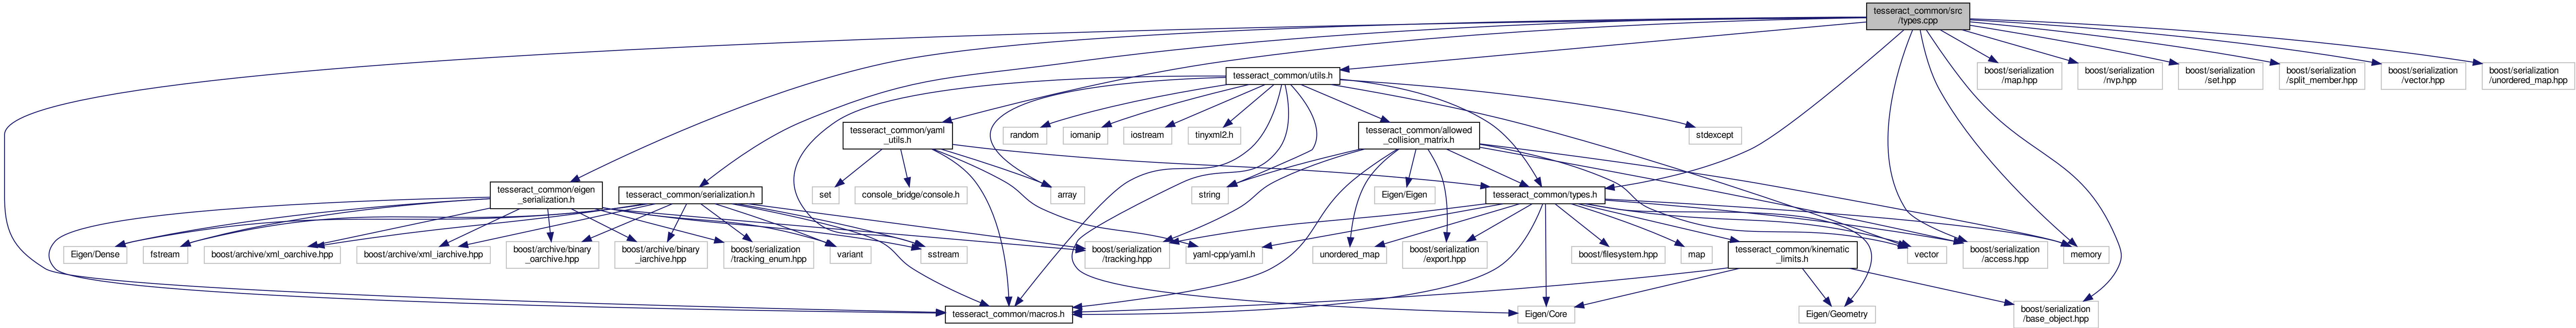 tesseract_common/src
/types.cpp
boost/serialization
/map.hpp
boost/serialization
/nvp.hpp
boost/serialization
/set.hpp
boost/serialization
/split_member.hpp
boost/serialization
/vector.hpp
boost/serialization
/unordered_map.hpp
tesseract_common/utils.h
tesseract_common/yaml
_utils.h
random
iomanip
iostream
tinyxml2.h
tesseract_common/allowed
_collision_matrix.h
stdexcept
tesseract_common/eigen
_serialization.h
tesseract_common/serialization.h
set
console_bridge/console.h
array
string
Eigen/Eigen
tesseract_common/types.h
Eigen/Dense
fstream
boost/archive/xml_oarchive.hpp
boost/archive/xml_iarchive.hpp
boost/archive/binary
_oarchive.hpp
boost/archive/binary
_iarchive.hpp
boost/serialization
/tracking_enum.hpp
variant
sstream
boost/serialization
/tracking.hpp
yaml-cpp/yaml.h
unordered_map
boost/serialization
/export.hpp
boost/filesystem.hpp
map
tesseract_common/kinematic
_limits.h
vector
boost/serialization
/access.hpp
memory
tesseract_common/macros.h
Eigen/Core
Eigen/Geometry
boost/serialization
/base_object.hpp